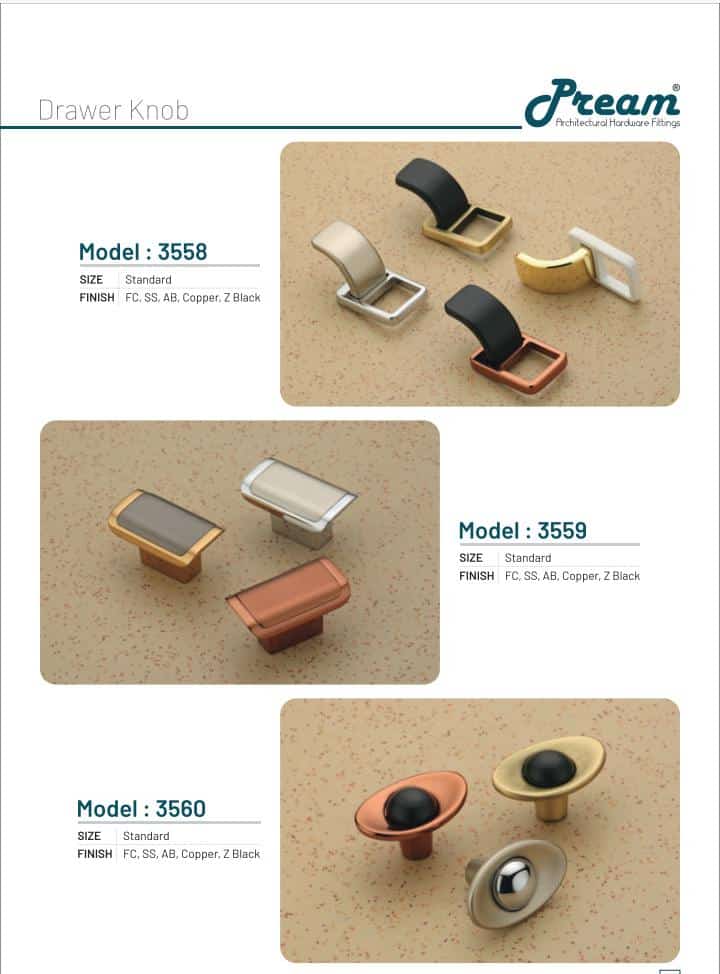 Drawer Knob
Pream®
Architectural Hardware Fittings
Model : 3558
SIZE Standard
FINISH FC, SS, AB, Copper, Z Black
Model : 3559
SIZE Standard
FINISH FC, SS, AB, Copper, Z Black
Model : 3560
SIZE Standard
FINISH FC, SS, AB, Copper, Z Black